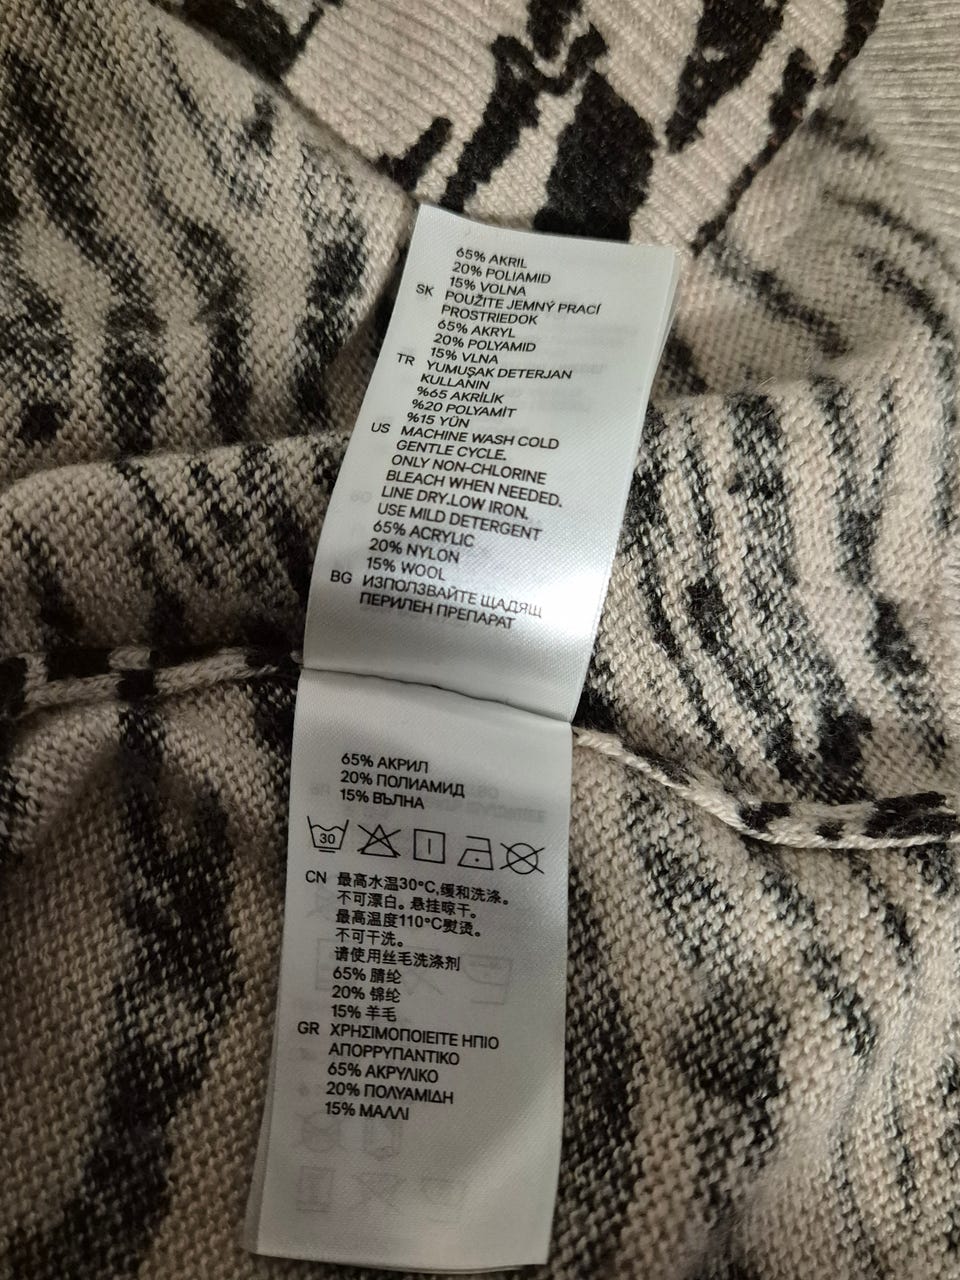 65% AKRIL
20% POLIAMID
15% VOLNA
SK POUŽITE JEMNÝ PRACÍ
PROSTRIEDOK
65% AKRYL
20% POLYAMID
15% VLNA
TR YUMUŞAK DETERJAN
KULLANIN
%65 AKRİLİK
%20 POLYAMİT
%15 YÜN
US MACHINE WASH COLD
GENTLE CYCLE.
ONLY NON-CHLORINE
BLEACH WHEN NEEDED.
LINE DRY.LOW IRON.
USE MILD DETERGENT
65% ACRYLIC
20% NYLON
15% WOOL
BG ИЗПОЛЗВАЙТЕ ЩАДЯЩ
ПЕРИЛЕН ПРЕПАРАТ
65% АКРИЛ
20% ПОЛИАМИД
15% ВЪЛНА
30
CN 最高水温30°C,缓和洗涤。
不可漂白。悬挂晾干。
最高温度110°C熨烫。
不可干洗。
请使用丝毛洗涤剂
65% 腈纶
20% 锦纶
15% 羊毛
GR ΧΡΗΣΙΜΟΠΟΙΕΙΤΕ ΗΠΙΟ
ΑΠΟΡΡΥΠΑΝΤΙΚΟ
65% ΑΚΡΥΛΙΚΟ
20% ΠΟΛΥΑΜΙΔΗ
15% ΜΑΛΛΙ